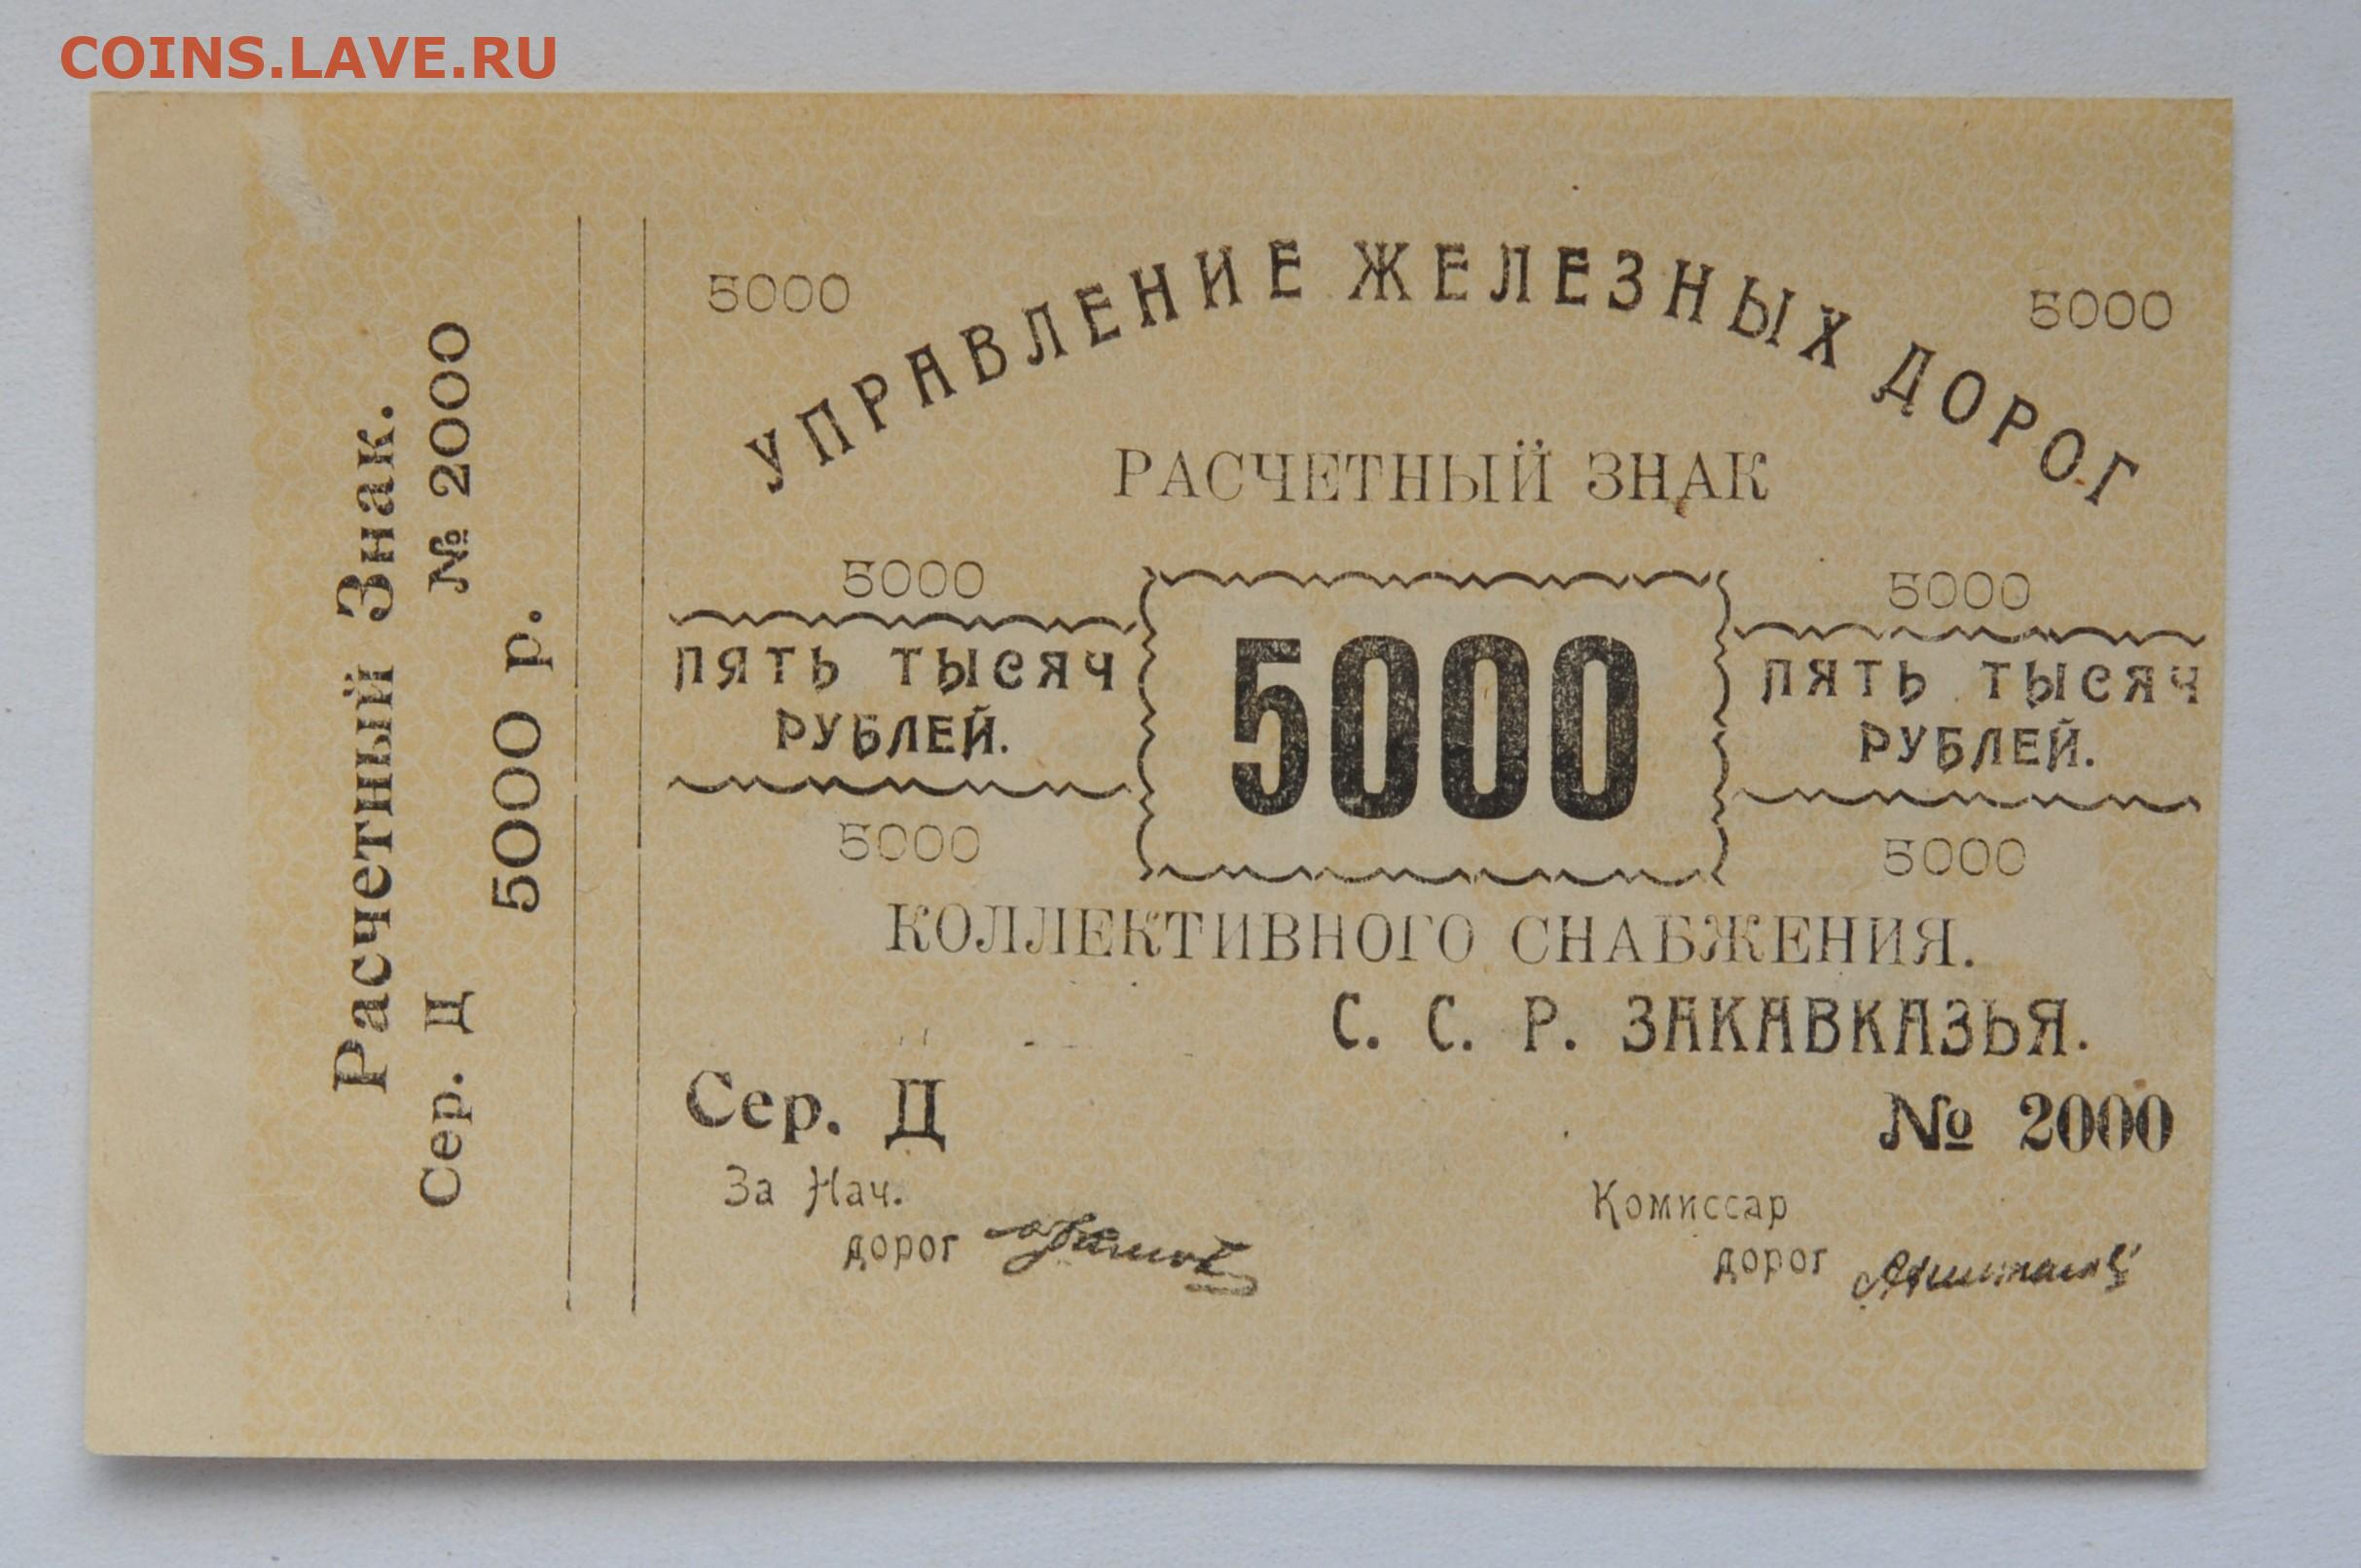 COINS.LAVE.RU
Расчетный Знак.
Сер. Д № 2000
5000 р.
5000 5000
УПРАВЛЕНИЕ ЖЕЛЕЗНЫХ ДОРОГ
РАСЧЕТНЫЙ ЗНАК
5000 5000
ПЯТЬ ТЫСЯЧ
РУБЛЕЙ.
5000
ПЯТЬ ТЫСЯЧ
РУБЛЕЙ.
5000 5000
КОЛЛЕКТИВНОГО СНАБЖЕНИЯ.
С. С. Р. ЗАКАВКАЗЬЯ.
Сер. Д № 2000
За Нач.
дорог
Комиссар
дорог